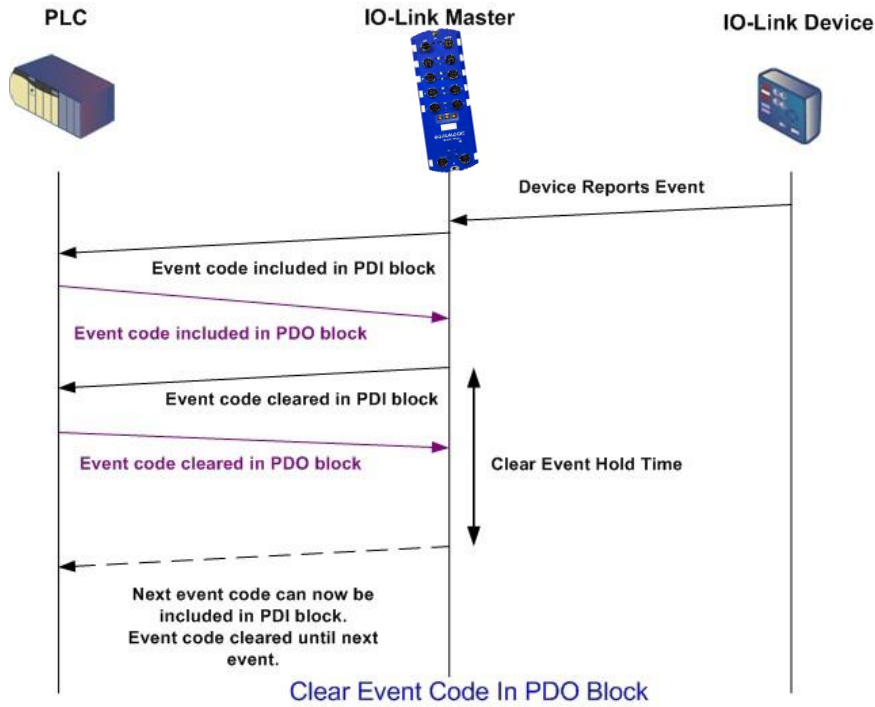 PLC
IO-Link Master
IO-Link Device
Device Reports Event
Event code included in PDI block
Event code included in PDO block
Event code cleared in PDI block
Event code cleared in PDO block
Clear Event Hold Time
Next event code can now be
included in PDI block.
Event code cleared until next
event.
Clear Event Code In PDO Block